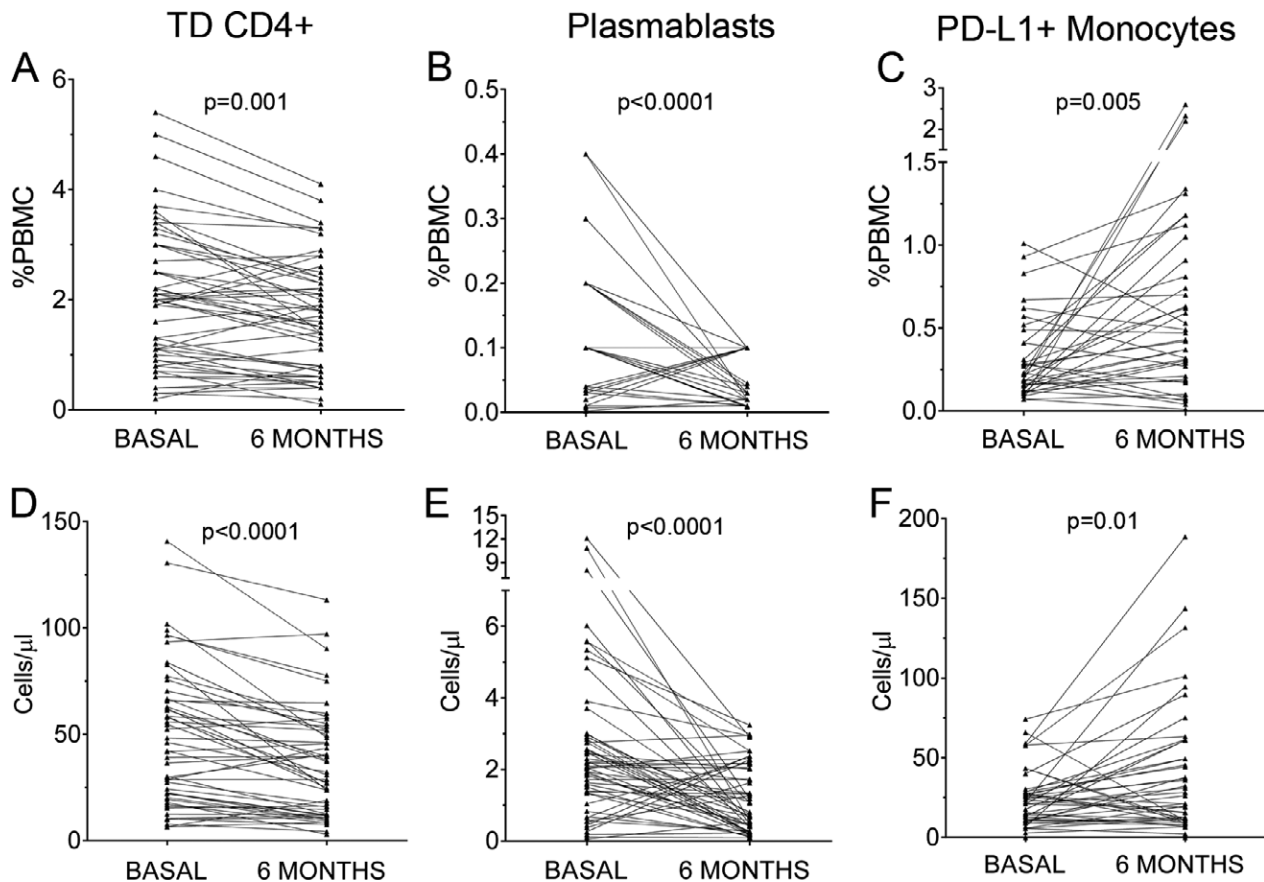 TD CD4+
Plasmablasts
PD-L1+ Monocytes
A
6
4
2
0
%PBMC
p=0.001
BASAL
6 MONTHS
B
0.5
0.4
0.3
0.2
0.1
0.0
%PBMC
p<0.0001
BASAL
6 MONTHS
C
3
2
1
1.5
1.0
0.5
0.0
%PBMC
p=0.005
BASAL
6 MONTHS
D
150
100
50
0
Cells/µl
p<0.0001
BASAL
6 MONTHS
E
15
12
9
6
4
2
0
Cells/µl
p<0.0001
BASAL
6 MONTHS
F
200
150
100
50
0
Cells/µl
p=0.01
BASAL
6 MONTHS